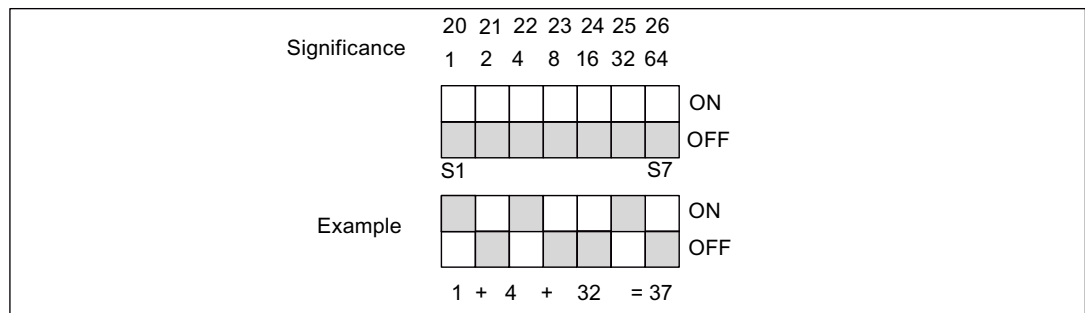 20 21 22 23 24 25 26
Significance
1 2 4 8 16 32 64
ON
OFF
S1 S7
ON
Example
OFF
1 + 4 + 32 = 37